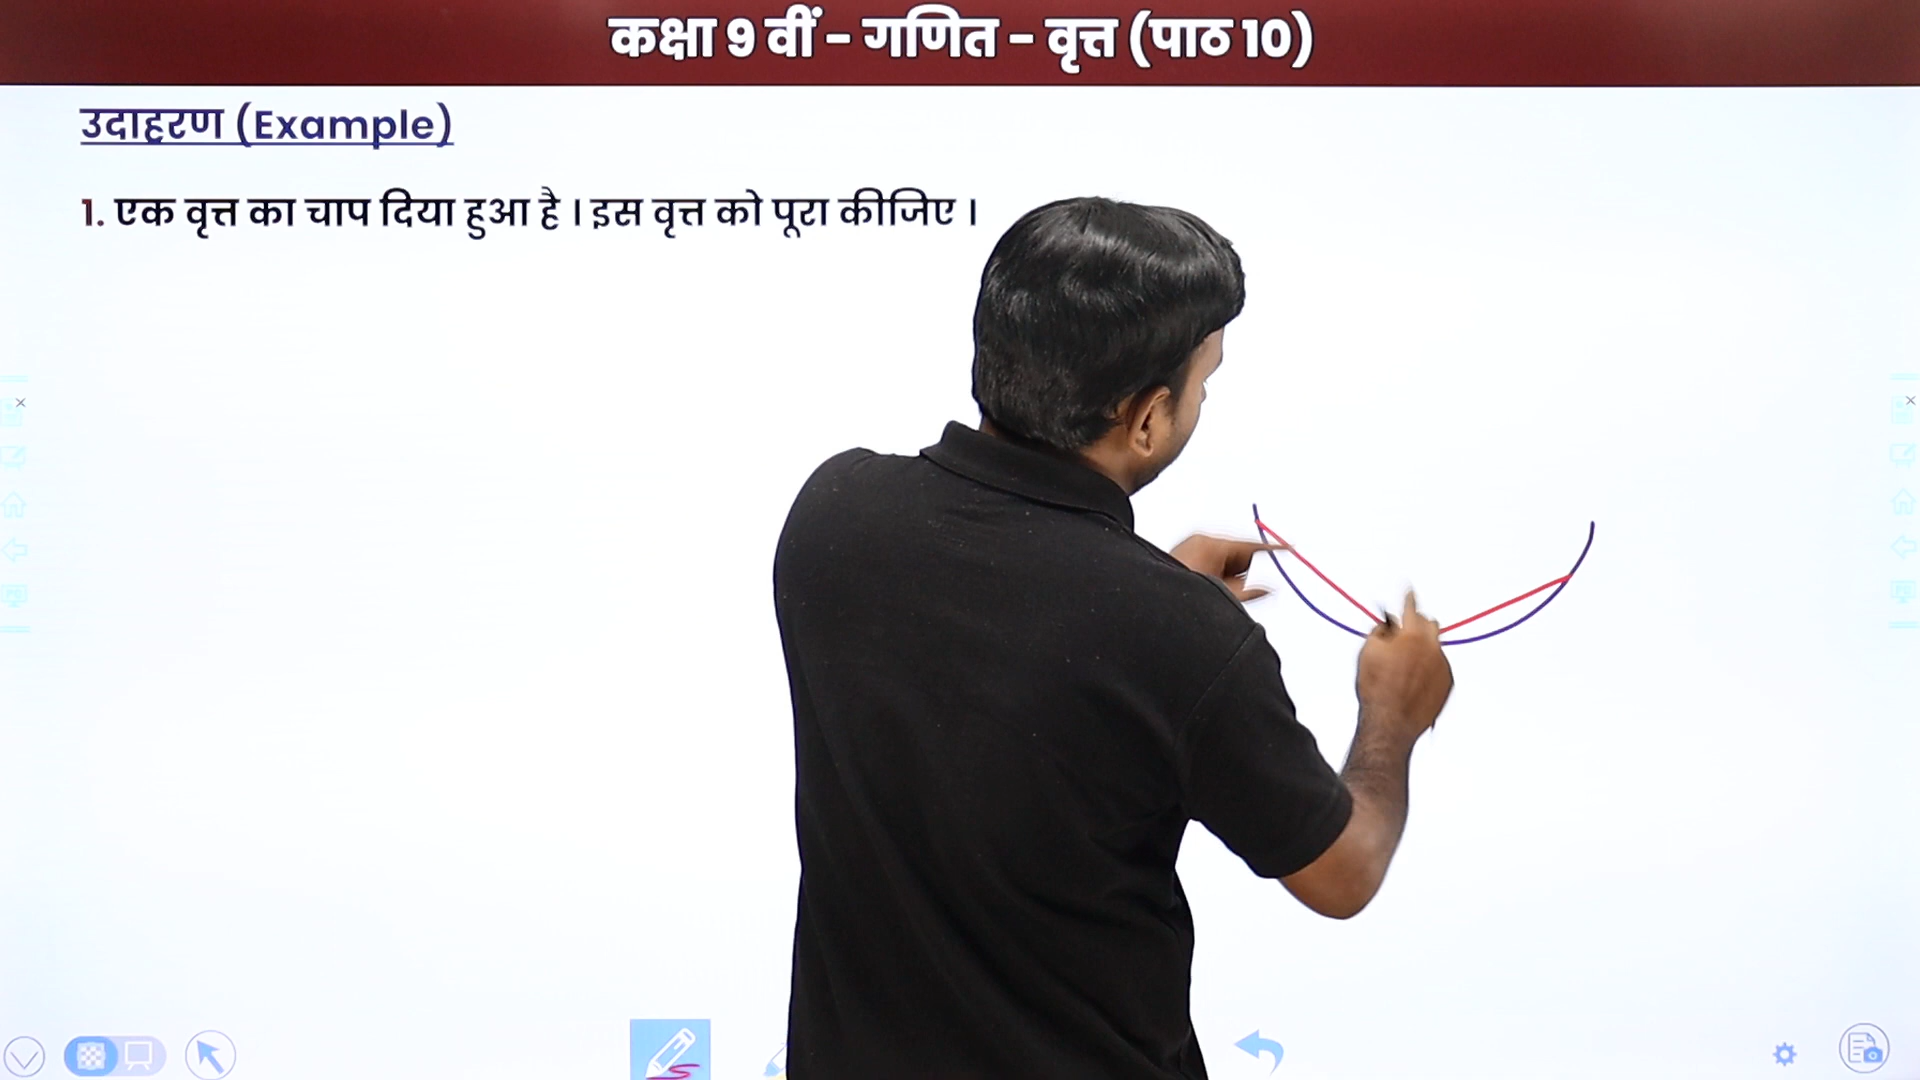 कक्षा 9 वीं - गणित - वृत्त (पाठ 10)
उदाहरण (Example)
1. एक वृत्त का चाप दिया हुआ है । इस वृत्त को पूरा कीजिए ।